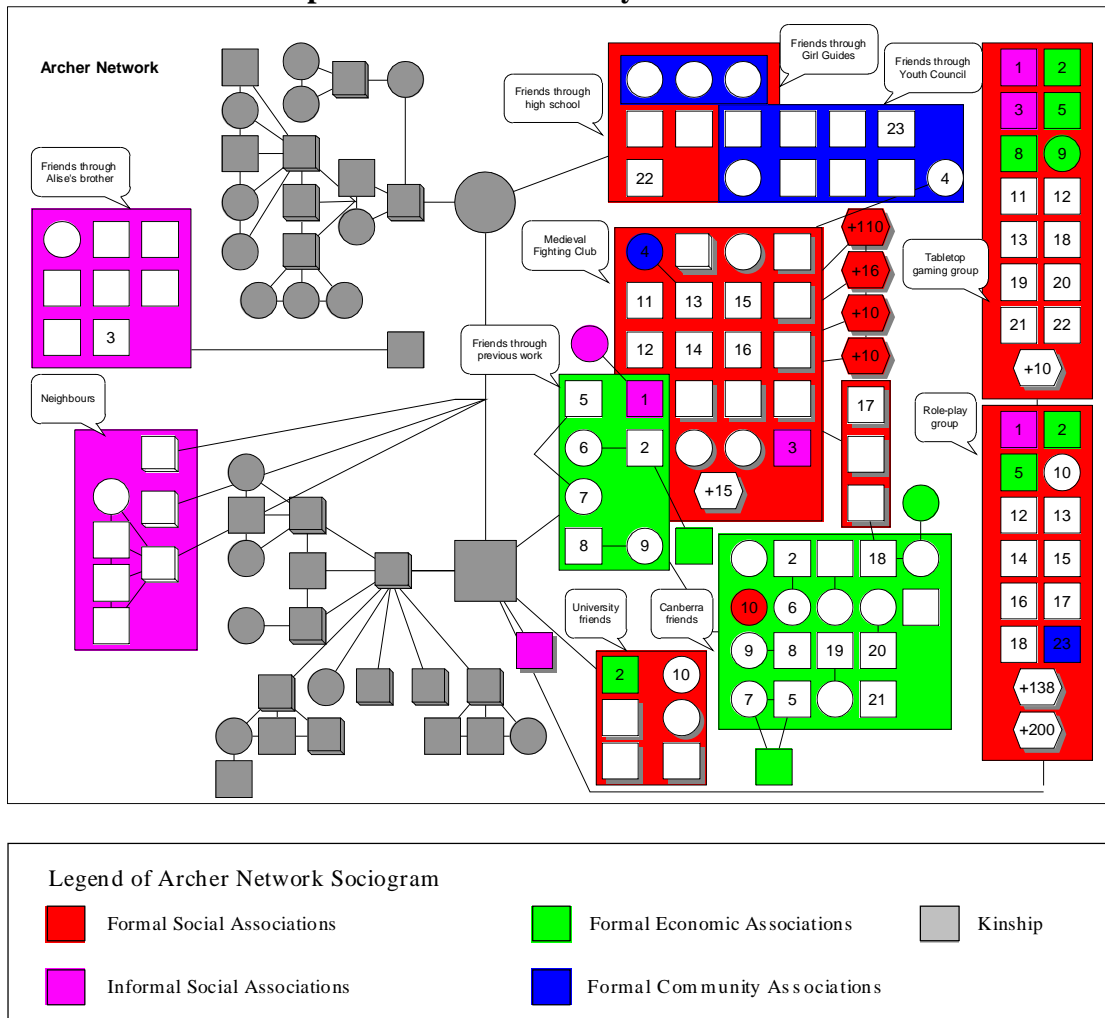 Archer Network
Friends through
Girl Guides
Friends through
Youth Council
Friends through
high school
1 2
3 5
8 9
11 12
13 18
19 20
21 22
+10
23
22
4
Friends through
Alise's brother
3
Medieval
Fighting Club
4
11 13 15
12 14 16
1
3
+15
+110
+16
+10
+10
Tabletop
gaming group
Friends through
previous work
5
6 2
7
8 9
17
Neighbours
Role-play
group
1 2
5 10
12 13
14 15
16 17
18 23
+138
+200
University
friends
2 10
Canberra
friends
2 18
10 6
9 8 19 20
7 5 21
Legend of Archer Network Sociogram
Formal Social Associations
Formal Economic Associations
Kinship
Informal Social Associations
Formal Community Associations